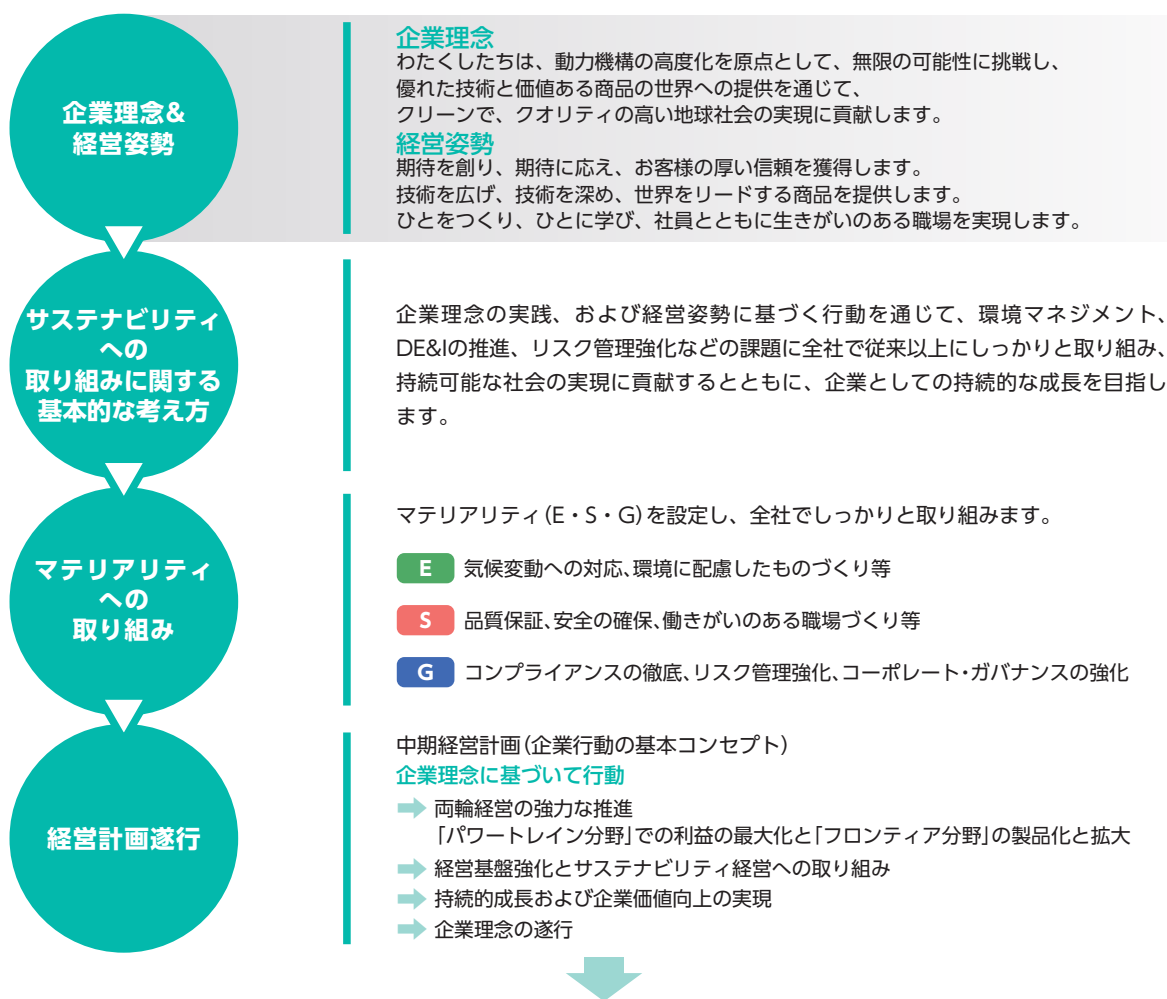 企業理念&
経営姿勢
企業理念
わたくしたちは、動力機構の高度化を原点として、無限の可能性に挑戦し、
優れた技術と価値ある商品の世界への提供を通じて、
クリーンで、クオリティの高い地球社会の実現に貢献します。
経営姿勢
期待を創り、期待に応え、お客様の厚い信頼を獲得します。
技術を広げ、技術を深め、世界をリードする商品を提供します。
ひとをつくり、ひとに学び、社員とともに生きがいのある職場を実現します。
サステナビリティ
への
取り組みに関する
基本的な考え方
企業理念の実践、および経営姿勢に基づく行動を通じて、環境マネジメント、
DE&Iの推進、リスク管理強化などの課題に全社で従来以上にしっかりと取り組み、
持続可能な社会の実現に貢献するとともに、企業としての持続的な成長を目指し
ます。
マテリアリティ
への
取り組み
マテリアリティ(E・S・G)を設定し、全社でしっかりと取り組みます。
E 気候変動への対応、環境に配慮したものづくり等
S 品質保証、安全の確保、働きがいのある職場づくり等
G コンプライアンスの徹底、リスク管理強化、コーポレート・ガバナンスの強化
経営計画遂行
中期経営計画(企業行動の基本コンセプト)
企業理念に基づいて行動
両輪経営の強力な推進
「パワートレイン分野」での利益の最大化と「フロンティア分野」の製品化と拡大
経営基盤強化とサステナビリティ経営への取り組み
持続的成長および企業価値向上の実現
企業理念の遂行